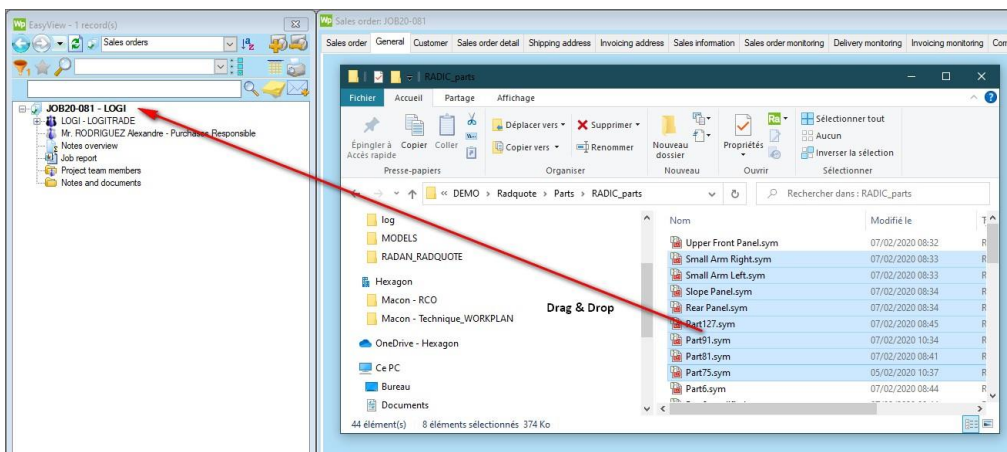 Wp EasyView - 1 record(s)
Sales orders
JOB20-081 - LOGI
LOGI - LOGITRADE
Mr. RODRIGUEZ Alexandre - Purchases Responsible
Notes overview
Job report
Project team members
Notes and documents
Wp Sales order: JOB20-081
Sales order General Customer Sales order detail Shipping address Invoicing address Sales information Sales order monitoring Delivery monitoring Invoicing monitoring Com
RADIC_parts
Fichier Accueil Partage Affichage
Épingler à Accès rapide
Copier Coller
Déplacer vers Supprimer
Copier vers Renommer
Nouveau dossier
Propriétés
Sélectionner tout
Aucun
Inverser la sélection
Presse-papiers Organiser Nouveau Ouvrir Sélectionner
« DEMO > Radquote > Parts > RADIC_parts
Rechercher dans : RADIC_parts
log
MODELS
RADAN_RADQUOTE
Hexagon
Macon - RCO
Macon - Technique_WORKPLAN
OneDrive - Hexagon
Ce PC
Bureau
Documents
Drag & Drop
Nom Modifié le
Upper Front Panel.sym 07/02/2020 08:32 R
Small Arm Right.sym 07/02/2020 08:33 R
Small Arm Left.sym 07/02/2020 08:33 R
Slope Panel.sym 07/02/2020 08:34 R
Rear Panel.sym 07/02/2020 08:34 R
Part127.sym 07/02/2020 08:45 R
Part91.sym 07/02/2020 10:34 R
Part81.sym 07/02/2020 08:41 R
Part75.sym 05/02/2020 10:37 R
Part6.sym 07/02/2020 08:44 R
44 élément(s) 8 éléments sélectionnés 374 Ko